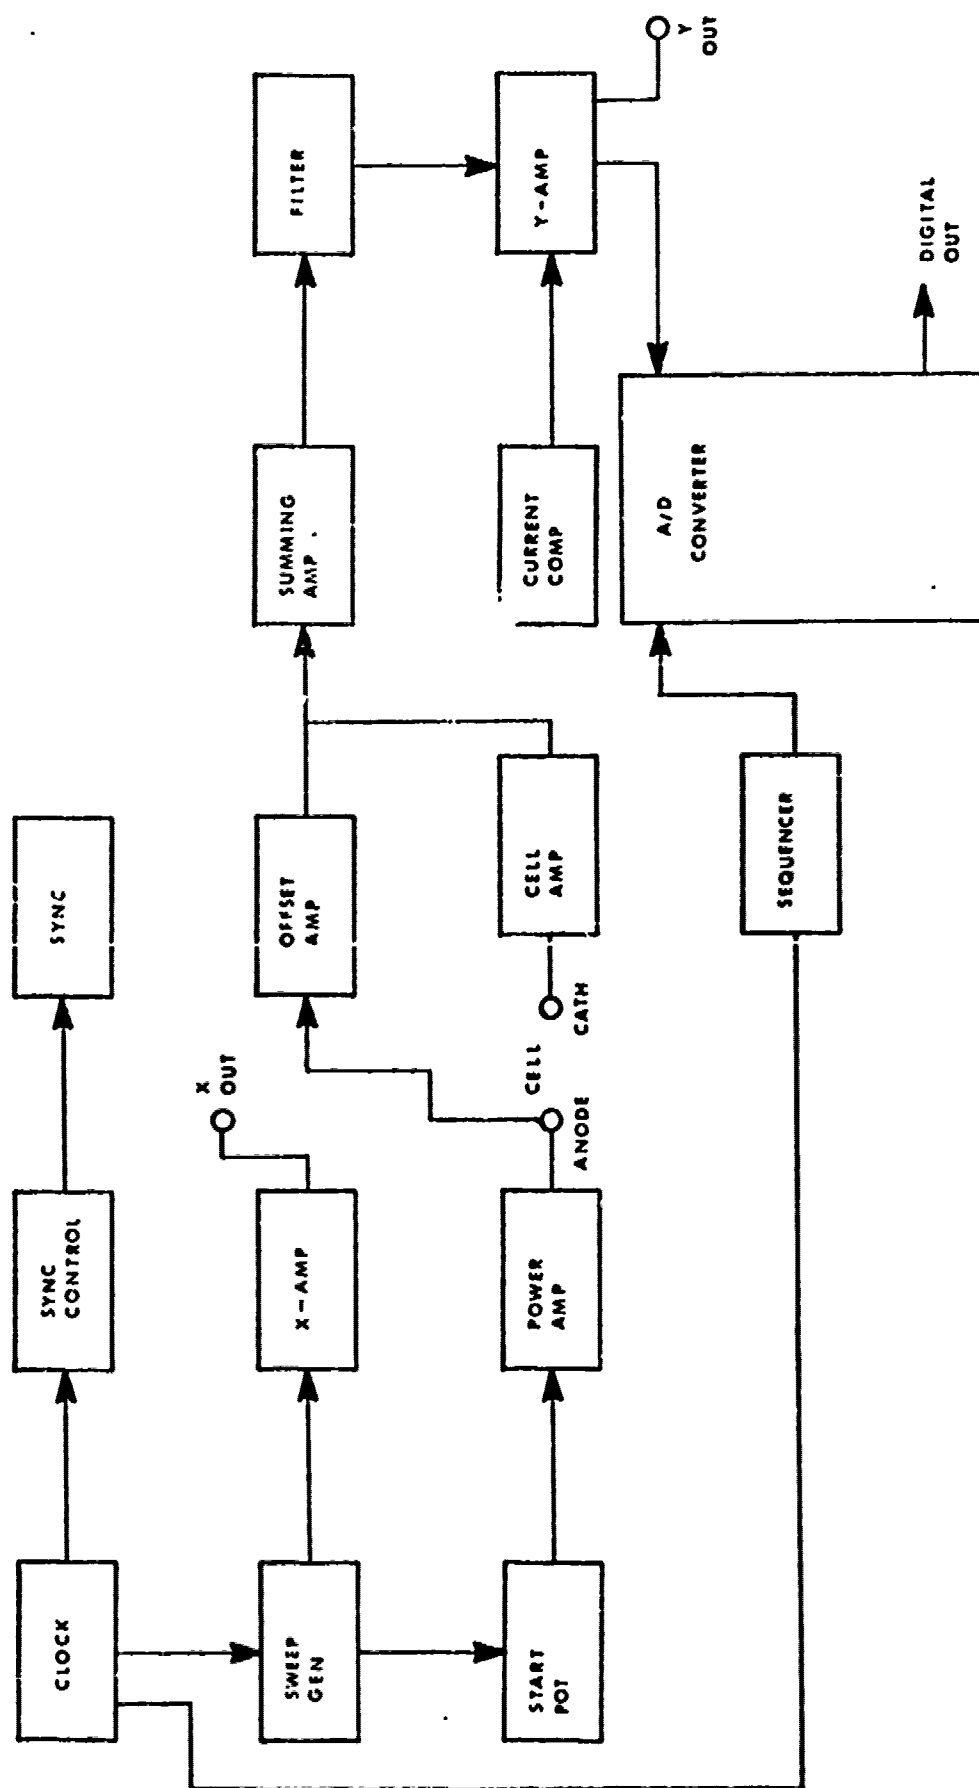 CLOCK
SYNC
CONTROL
SYNC
SWEEP
GEN
X-AMP
X
OUT
OFFSET
AMP
SUMMING
AMP
FILTER
START
POT
POWER
AMP
ANODE
CELL
CATH
CELL
AMP
CURRENT
COMP
Y-AMP
Y
OUT
SEQUENCER
A/D
CONVERTER
DIGITAL
OUT